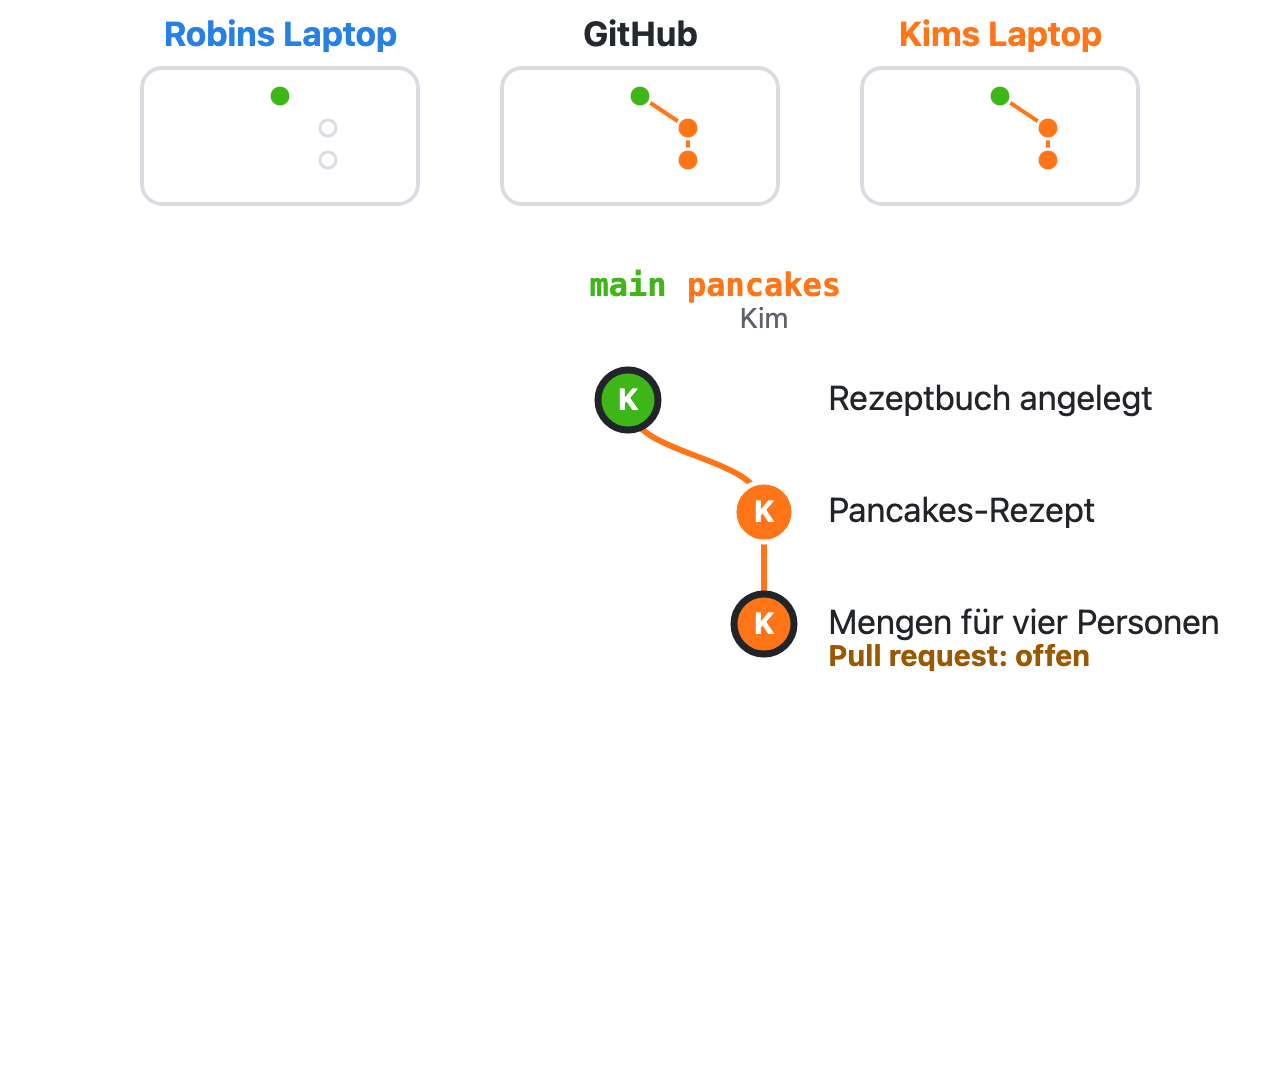 Robins Laptop
GitHub
Kims Laptop
main pancakes
Kim
K
Rezeptbuch angelegt
K
Pancakes-Rezept
K
Mengen für vier Personen
Pull request: offen